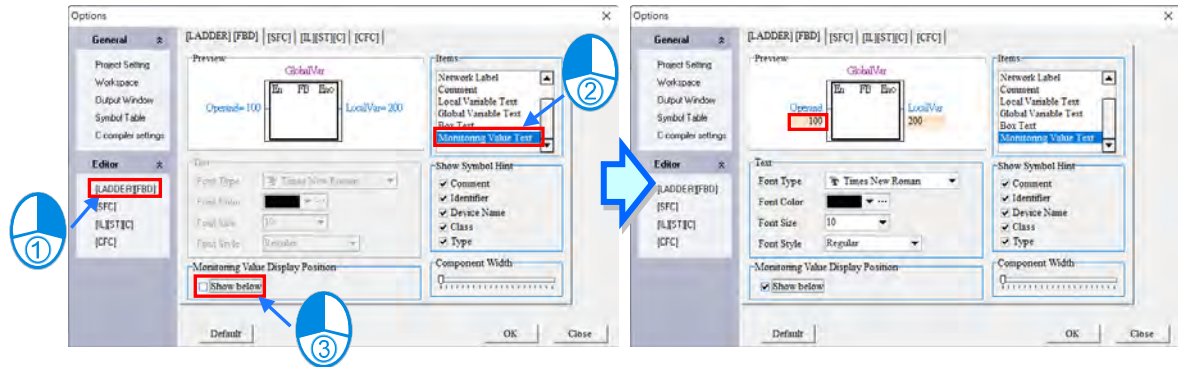 Options
General
Project Setting
Workspace
Output Window
Symbol Table
C compiler settings
Editor
[LADDER][FBD]
[SFC]
[IL][ST][C]
[CFC]
[LADDER] [FBD] [SFC] [IL][ST][C] [CFC]
Preview
GlobalVar
En FB Eno
Operand= 100
LocalVar= 200
Items
Network Label
Comment
Local Variable Text
Global Variable Text
Box Text
Monitoring Value Text
Text
Font Type Times New Roman
Font Color
Font Size 10
Font Style Regular
Show Symbol Hint
Comment
Identifier
Device Name
Class
Type
Monitoring Value Display Position
Show below
Component Width
Default OK Close
1
2
3
Options
General
Project Setting
Workspace
Output Window
Symbol Table
C compiler settings
Editor
[LADDER][FBD]
[SFC]
[IL][ST][C]
[CFC]
[LADDER] [FBD] [SFC] [IL][ST][C] [CFC]
Preview
GlobalVar
En FB Eno
Operand
100
LocalVar
200
Items
Network Label
Comment
Local Variable Text
Global Variable Text
Box Text
Monitoring Value Text
Text
Font Type Times New Roman
Font Color
Font Size 10
Font Style Regular
Show Symbol Hint
Comment
Identifier
Device Name
Class
Type
Monitoring Value Display Position
Show below
Component Width
Default OK Close